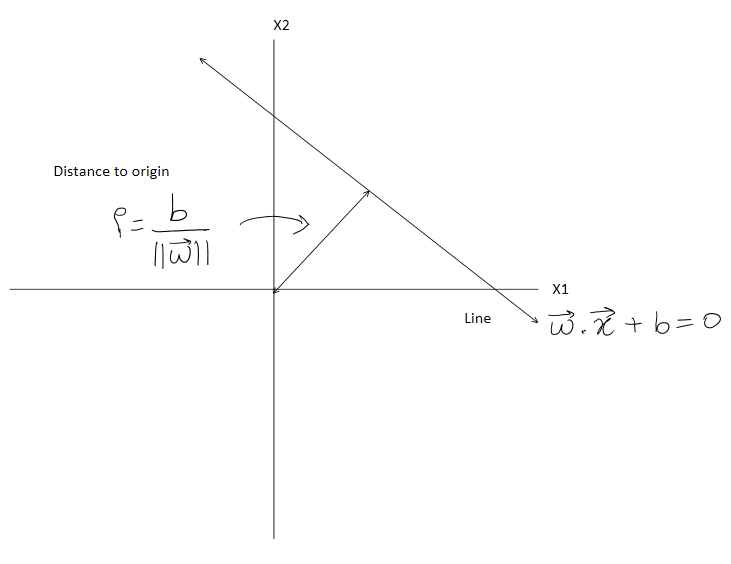 X2
Distance to origin
ρ = b / ||w⃗||
X1
Line
w⃗ . x⃗ + b = 0